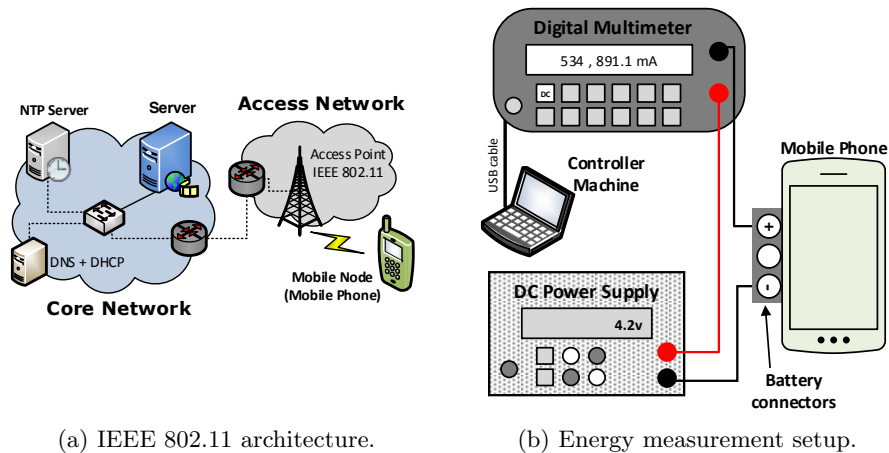 NTP Server
Server
Access Network
Access Point
IEEE 802.11
DNS + DHCP
Core Network
Mobile Node
(Mobile Phone)
(a) IEEE 802.11 architecture.
Digital Multimeter
534 , 891.1 mA
DC
USB cable
Controller
Machine
Mobile Phone
+
-
DC Power Supply
4.2v
Battery
connectors
(b) Energy measurement setup.